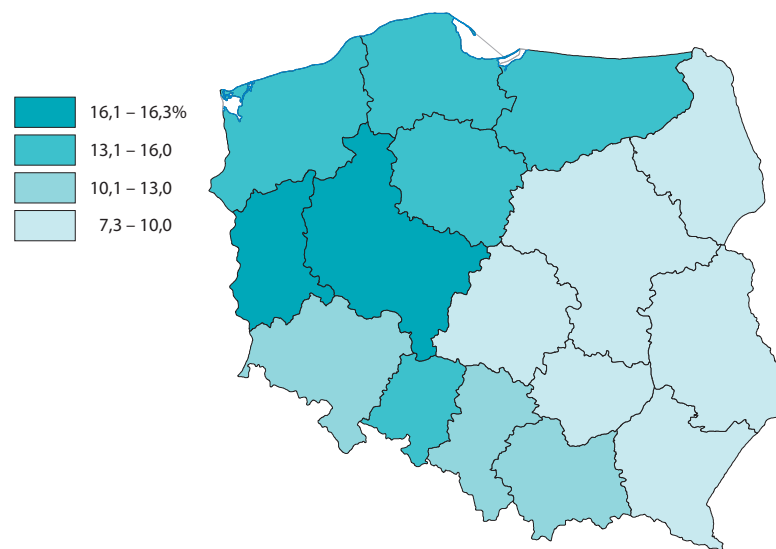 16,1 – 16,3%
13,1 – 16,0
10,1 – 13,0
7,3 – 10,0